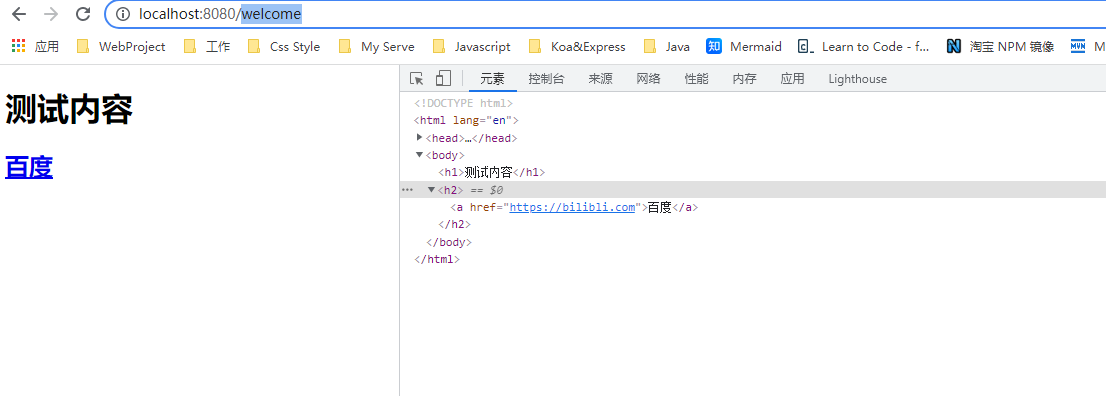 localhost:8080/welcome
应用 WebProject 工作 Css Style My Serve Javascript Koa&Express Java 知 Mermaid Learn to Code - f... N 淘宝 NPM 镜像 MVN M
元素 控制台 来源 网络 性能 内存 应用 Lighthouse
测试内容
百度
<!DOCTYPE html>
<html lang="en">
<head>…</head>
<body>
<h1>测试内容</h1>
… <h2> == $0
<a href="https://bilibli.com">百度</a>
</h2>
</body>
</html>